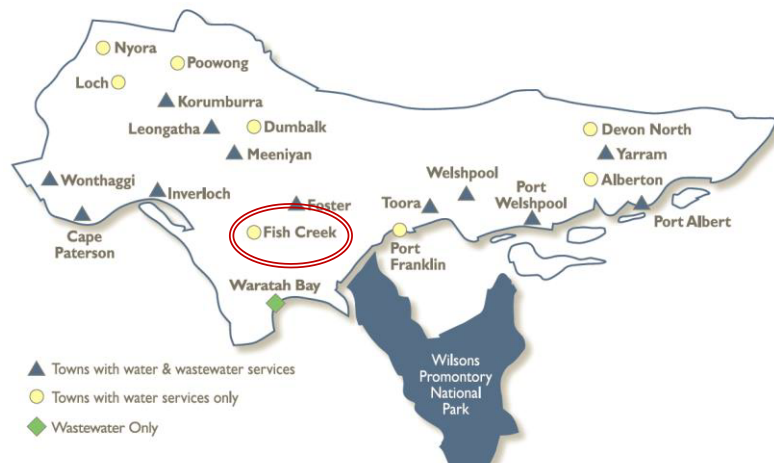 Nyora
Poowong
Loch
Korumburra
Leongatha
Dumbalk
Devon North
Meeniyan
Yarram
Wonthaggi
Inverloch
Welshpool
Alberton
Foster
Toora
Port
Welshpool
Cape
Paterson
Fish Creek
Port Albert
Port
Franklin
Waratah Bay
Wilsons
Promontory
National
Park
Towns with water & wastewater services
Towns with water services only
Wastewater Only